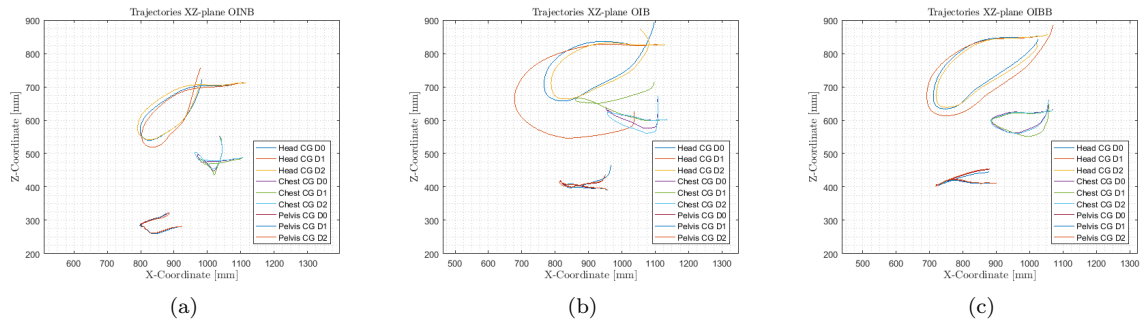 Trajectories XZ-plane OINB
900
800
700
600
500
400
300
200
Z-Coordinate [mm]
600 700 800 900 1000 1100 1200 1300
X-Coordinate [mm]
Head CG D0
Head CG D1
Head CG D2
Chest CG D0
Chest CG D1
Chest CG D2
Pelvis CG D0
Pelvis CG D1
Pelvis CG D2
(a)
Trajectories XZ-plane OIB
900
800
700
600
500
400
300
200
Z-Coordinate [mm]
500 600 700 800 900 1000 1100 1200 1300
X-Coordinate [mm]
Head CG D0
Head CG D1
Head CG D2
Chest CG D0
Chest CG D1
Chest CG D2
Pelvis CG D0
Pelvis CG D1
Pelvis CG D2
(b)
Trajectories XZ-plane OIBB
900
800
700
600
500
400
300
200
Z-Coordinate [mm]
500 600 700 800 900 1000 1100 1200 1300
X-Coordinate [mm]
Head CG D0
Head CG D1
Head CG D2
Chest CG D0
Chest CG D1
Chest CG D2
Pelvis CG D0
Pelvis CG D1
Pelvis CG D2
(c)